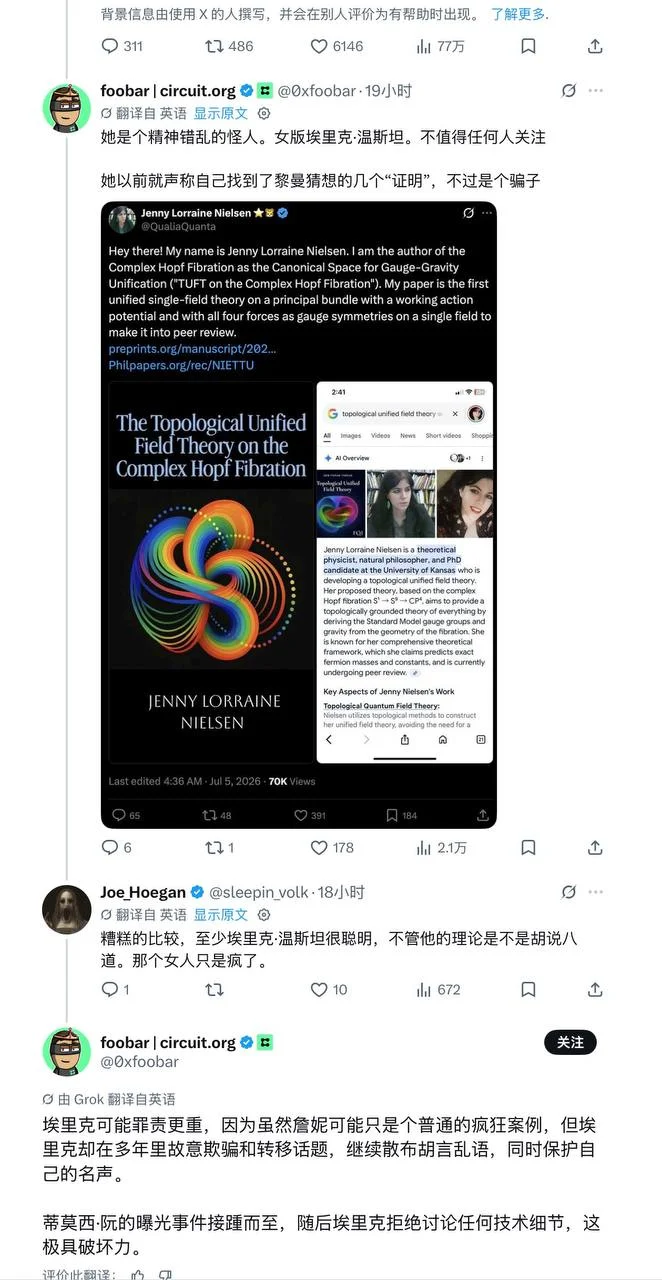 背景信息由使用 X 的人撰写，并会在别人评价为有帮助时出现。 了解更多.
311 486 6146 77万
foobar | circuit.org @0xfoobar · 19小时
翻译自 英语 显示原文
她是个精神错乱的怪人。女版埃里克·温斯坦。不值得任何人关注
她以前就声称自己找到了黎曼猜想的几个“证明”，不过是个骗子
Jenny Lorraine Nielsen
@QualiaQuanta
Hey there! My name is Jenny Lorraine Nielsen. I am the author of the
Complex Hopf Fibration as the Canonical Space for Gauge-Gravity
Unification ("TUFT on the Complex Hopf Fibration"). My paper is the first
unified single-field theory on a principal bundle with a working action
potential and with all four forces as gauge symmetries on a single field to
make it into peer review.
preprints.org/manuscript/202…
Philpapers.org/rec/NIETTU
The Topological Unified
Field Theory on the
Complex Hopf Fibration
JENNY LORRAINE
NIELSEN
2:41
topological unified field theory
All Images Videos News Short videos Shoppi
AI Overview +1
Topological Unified
Field Theory
Jenny Lorraine Nielsen is a theoretical
physicist, natural philosopher, and PhD
candidate at the University of Kansas who is
developing a topological unified field theory.
Her proposed theory, based on the complex
Hopf fibration S¹ → S⁹ → CP⁴, aims to provide a
topologically grounded theory of everything by
deriving the Standard Model gauge groups and
gravity from the geometry of the fibration. She
is known for her comprehensive theoretical
framework, which she claims predicts exact
fermion masses and constants, and is currently
undergoing peer review.
Key Aspects of Jenny Nielsen's Work
Topological Quantum Field Theory:
Nielsen utilizes topological methods to construct
her unified field theory, avoiding the need for a
Last edited 4:36 AM · Jul 5, 2026 · 70K Views
65 48 391 184
6 1 178 2.1万
Joe_Hoegan @sleepin_volk · 18小时
翻译自 英语 显示原文
糟糕的比较，至少埃里克·温斯坦很聪明，不管他的理论是不是胡说八
道。那个女人只是疯了。
1 10 672
foobar | circuit.org
@0xfoobar
关注
由 Grok 翻译自英语
埃里克可能罪责更重，因为虽然詹妮可能只是个普通的疯狂案例，但埃
里克却在多年里故意欺骗和转移话题，继续散布胡言乱语，同时保护自
己的名声。
蒂莫西·阮的曝光事件接踵而至，随后埃里克拒绝讨论任何技术细节，这
极具破坏力。
评价此翻译：